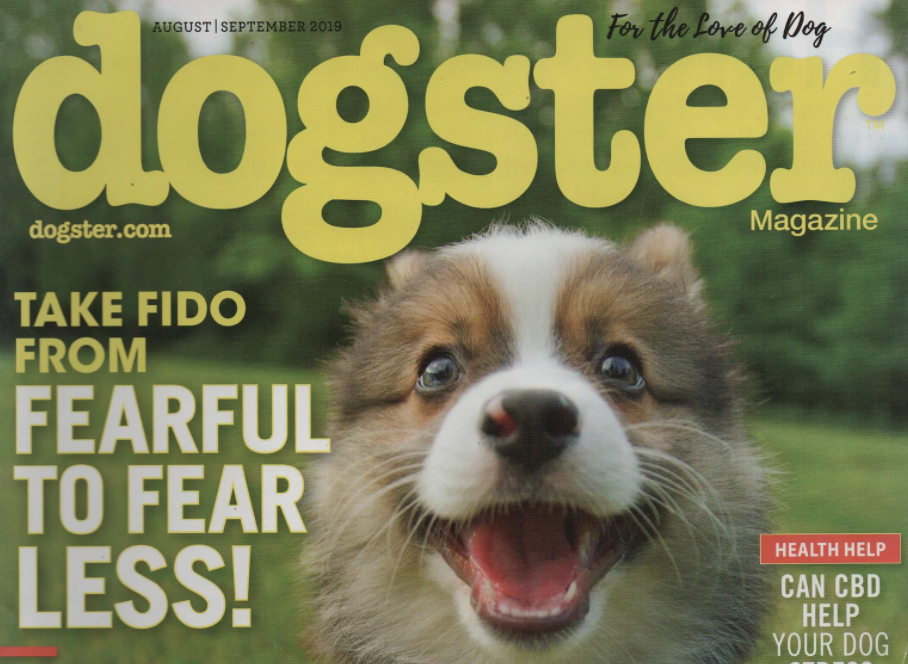 AUGUST | SEPTEMBER 2019
For the Love of Dog
dogster™
dogster.com
Magazine
TAKE FIDO
FROM
FEARFUL
TO FEAR
LESS!
HEALTH HELP
CAN CBD
HELP
YOUR DOG